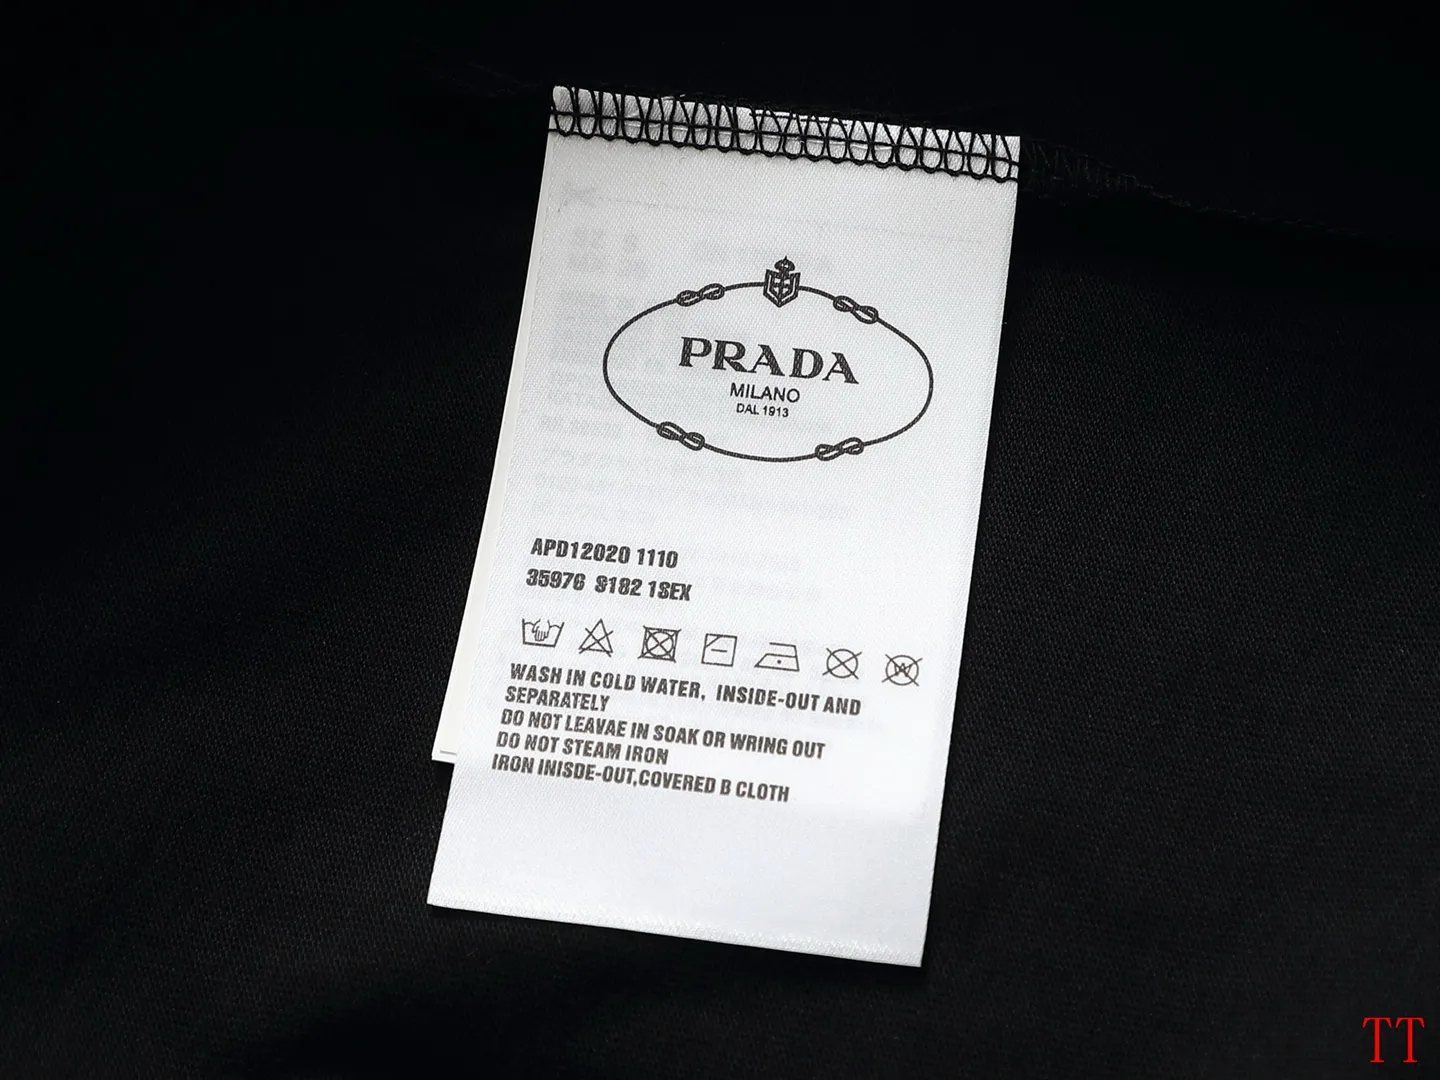 PRADA
MILANO
DAL 1913
APD12020 1110
35976 S182 1SEX
W
WASH IN COLD WATER, INSIDE-OUT AND
SEPARATELY
DO NOT LEAVAE IN SOAK OR WRING OUT
DO NOT STEAM IRON
IRON INISDE-OUT,COVERED B CLOTH
TT